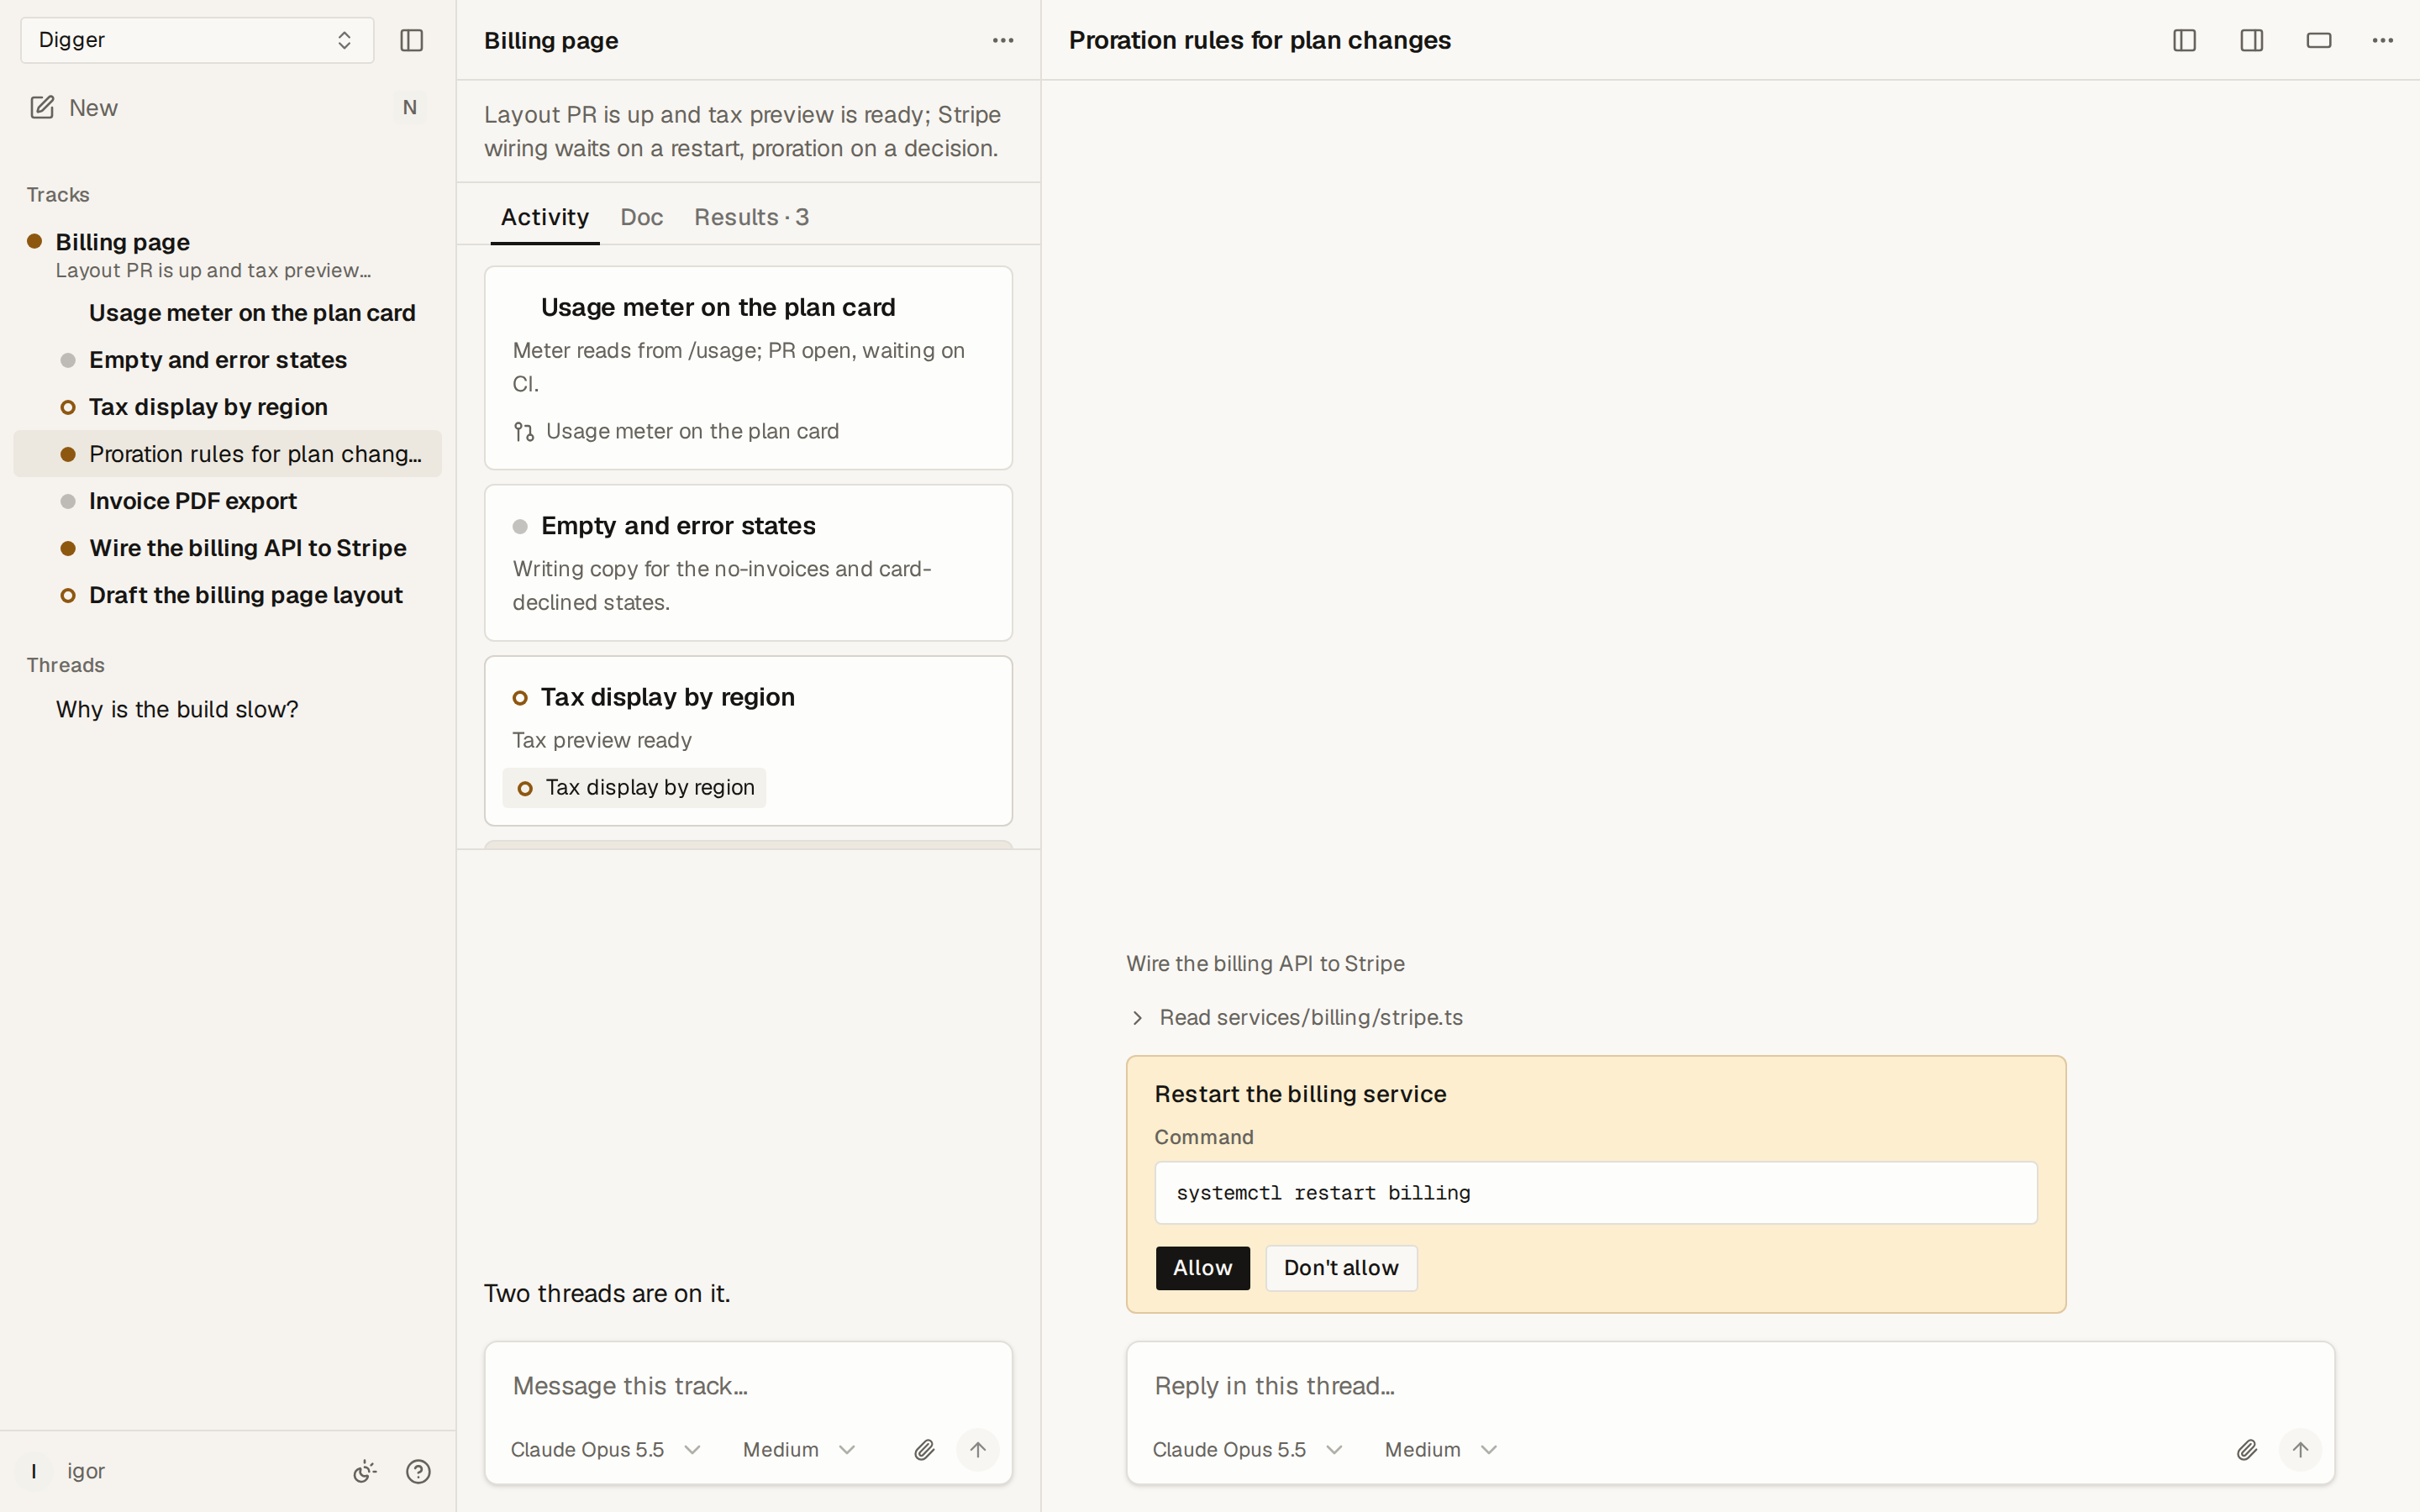 Digger
New
N
Tracks
Billing page
Layout PR is up and tax preview...
Usage meter on the plan card
Empty and error states
Tax display by region
Proration rules for plan chang...
Invoice PDF export
Wire the billing API to Stripe
Draft the billing page layout
Threads
Why is the build slow?
I
igor
Billing page
Layout PR is up and tax preview is ready; Stripe
wiring waits on a restart, proration on a decision.
Activity
Doc
Results · 3
Usage meter on the plan card
Meter reads from /usage; PR open, waiting on
CI.
Usage meter on the plan card
Empty and error states
Writing copy for the no-invoices and card-
declined states.
Tax display by region
Tax preview ready
Tax display by region
Two threads are on it.
Message this track...
Claude Opus 5.5
Medium
Proration rules for plan changes
Wire the billing API to Stripe
Read services/billing/stripe.ts
Restart the billing service
Command
systemctl restart billing
Allow
Don't allow
Reply in this thread...
Claude Opus 5.5
Medium